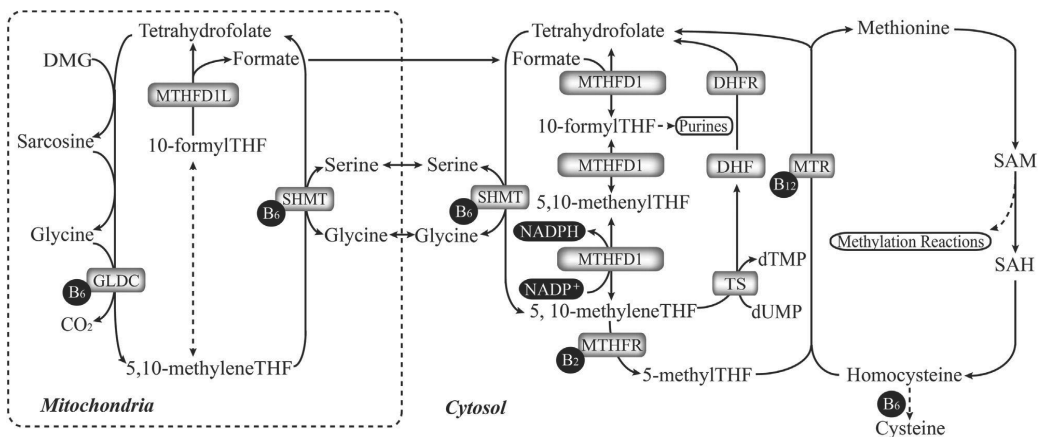 Tetrahydrofolate
DMG
Formate
MTHFD1L
Sarcosine
10-formylTHF
Serine
SHMT
B6
Glycine
Glycine
GLDC
B6
CO2
5,10-methyleneTHF
Mitochondria
Tetrahydrofolate
Formate
MTHFD1
DHFR
10-formylTHF
Purines
Serine
MTHFD1
DHF
SHMT
B6
5,10-methenylTHF
Glycine
NADPH
MTHFD1
NADP+
dTMP
TS
5, 10-methyleneTHF
dUMP
MTHFR
B2
5-methylTHF
Cytosol
Methionine
MTR
B12
SAM
Methylation Reactions
SAH
Homocysteine
B6
Cysteine